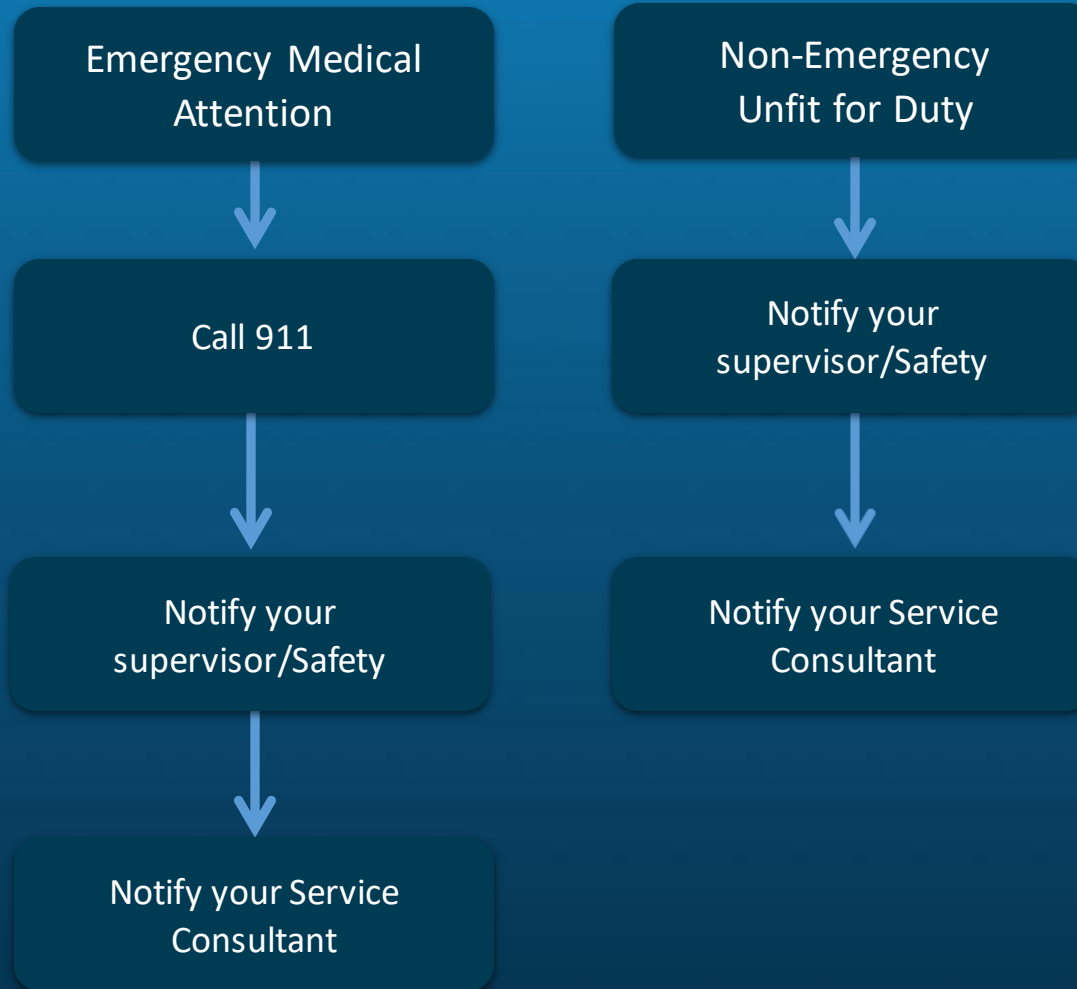 Emergency Medical
Attention
Call 911
Notify your
supervisor/Safety
Notify your Service
Consultant
Non-Emergency
Unfit for Duty
Notify your
supervisor/Safety
Notify your Service
Consultant